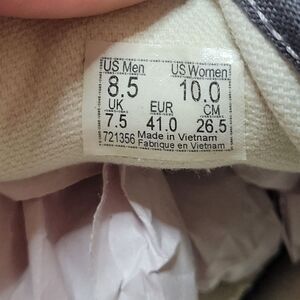 US Men US Women
8.5 10.0
UK EUR CM
7.5 41.0 26.5
721356 Made in Vietnam
Fabrique en Vietnam